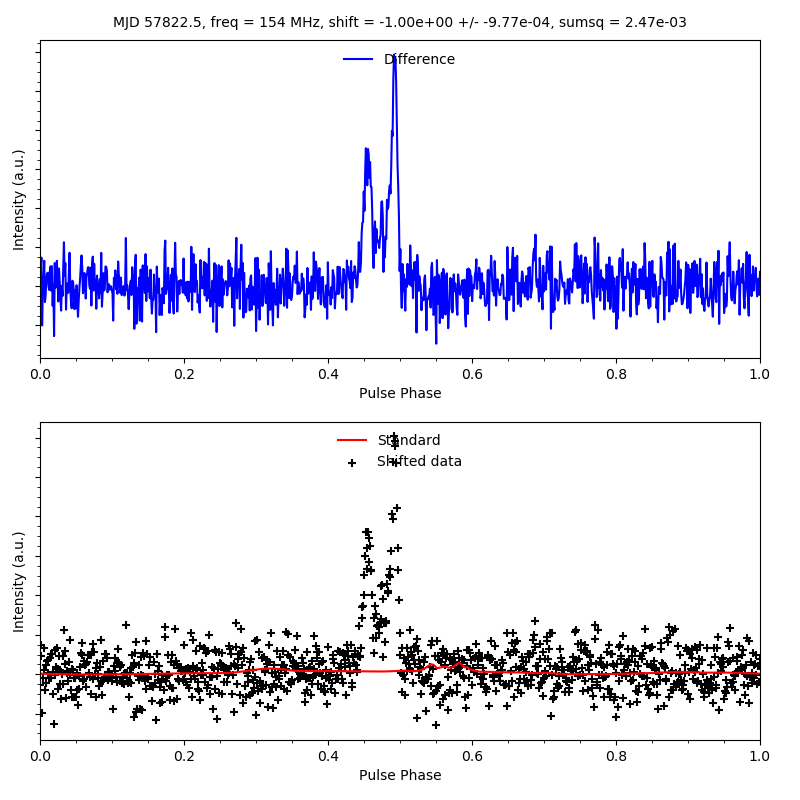 MJD 57822.5, freq = 154 MHz, shift = -1.00e+00 +/- -9.77e-04, sumsq = 2.47e-03
Difference
Intensity (a.u.)
0.0 0.2 0.4 0.6 0.8 1.0
Pulse Phase
Standard
Shifted data
Intensity (a.u.)
0.0 0.2 0.4 0.6 0.8 1.0
Pulse Phase